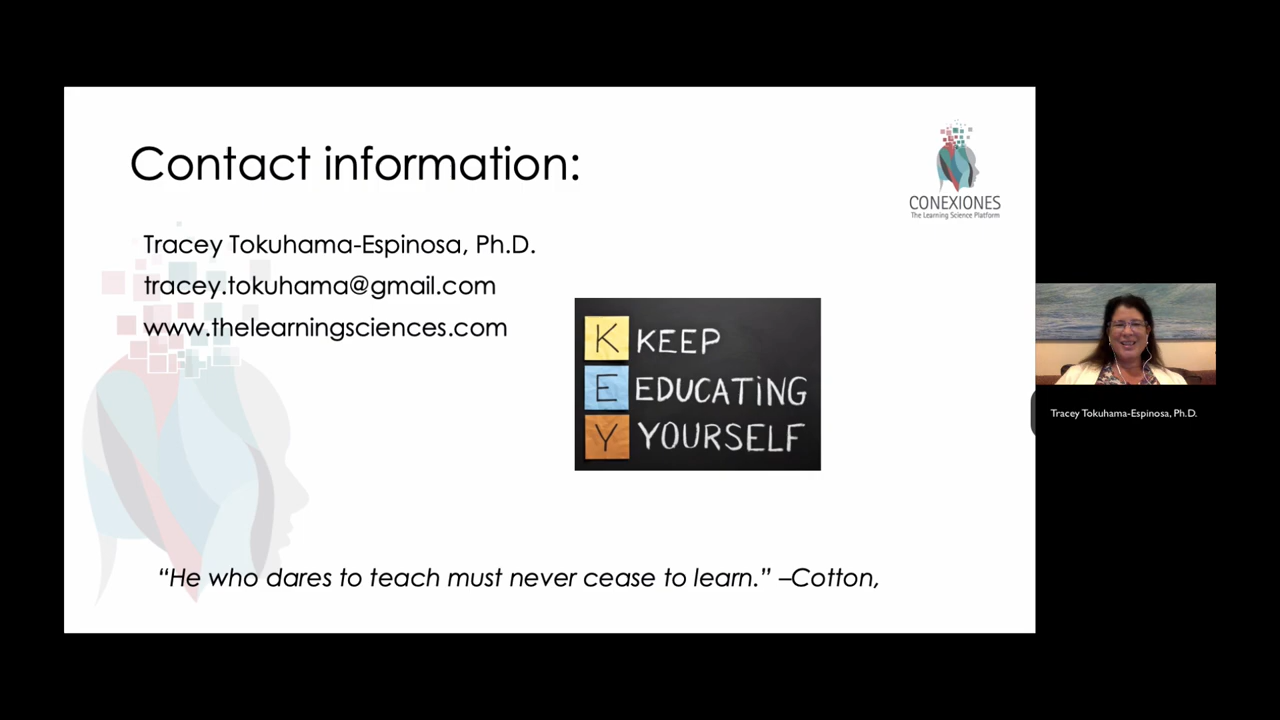 Contact information:
CONEXIONES
The Learning Science Platform
Tracey Tokuhama-Espinosa, Ph.D.
tracey.tokuhama@gmail.com
www.thelearningsciences.com
K KEEP
E EDUCATiNG
Y YOURSELF
“He who dares to teach must never cease to learn.” –Cotton,
Tracey Tokuhama-Espinosa, Ph.D.